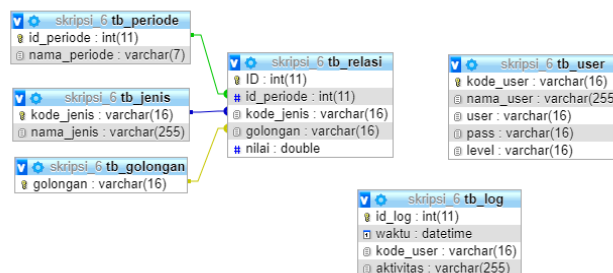 skripsi_6 tb_periode
id_periode : int(11)
nama_periode : varchar(7)
skripsi_6 tb_jenis
kode_jenis : varchar(16)
nama_jenis : varchar(255)
skripsi_6 tb_golongan
golongan : varchar(16)
skripsi_6 tb_relasi
ID : int(11)
# id_periode : int(11)
kode_jenis : varchar(16)
golongan : varchar(16)
# nilai : double
skripsi_6 tb_user
kode_user : varchar(16)
nama_user : varchar(255
user : varchar(16)
pass : varchar(16)
level : varchar(16)
skripsi_6 tb_log
id_log : int(11)
waktu : datetime
kode_user : varchar(16)
aktivitas : varchar(255)